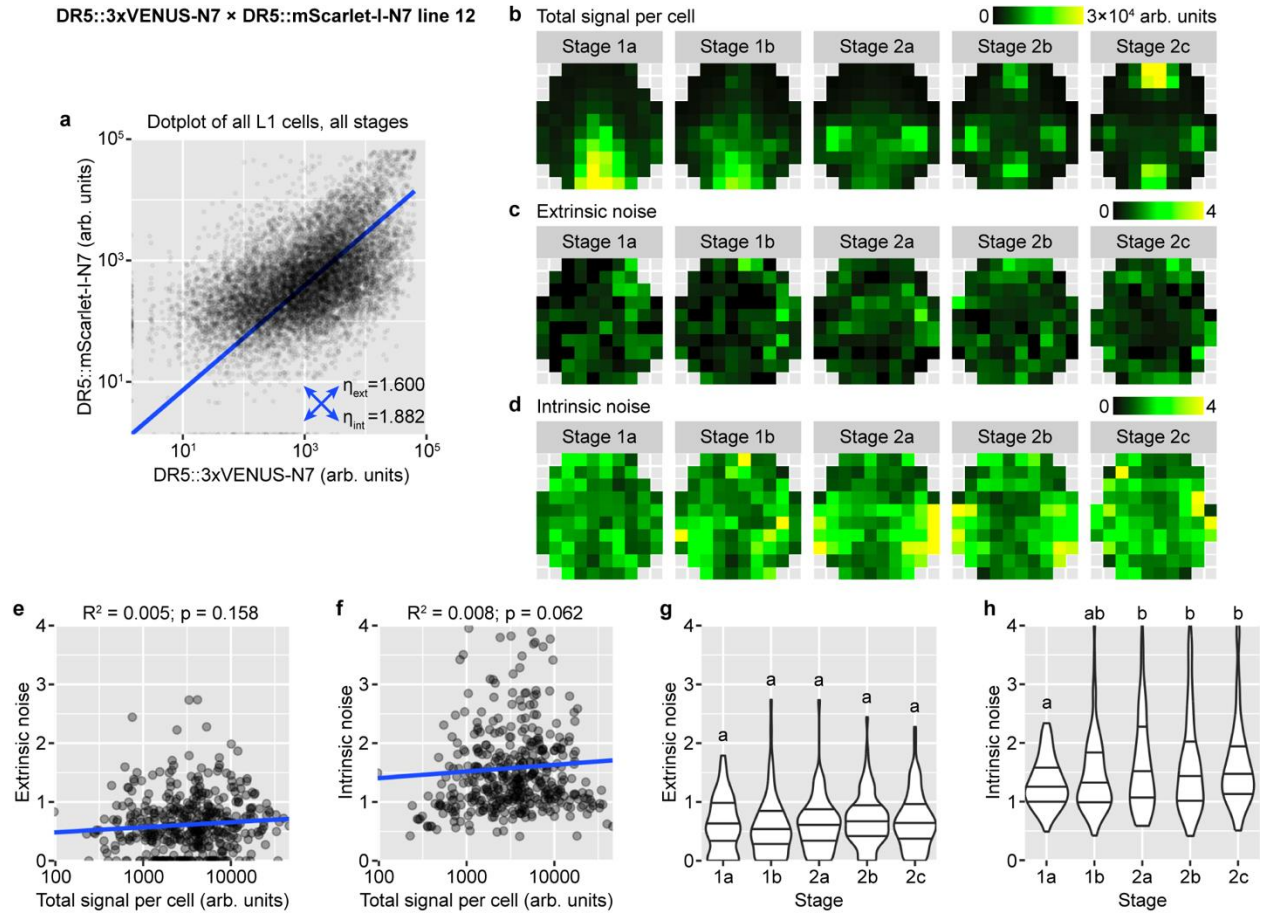 DR5::3xVENUS-N7 × DR5::mScarlet-I-N7 line 12
a
Dotplot of all L1 cells, all stages
DR5::mScarlet-I-N7 (arb. units)
10⁵
10³
10¹
ηext=1.600
ηint=1.882
10¹ 10³ 10⁵
DR5::3xVENUS-N7 (arb. units)
b Total signal per cell 0 3×10⁴ arb. units
Stage 1a Stage 1b Stage 2a Stage 2b Stage 2c
c Extrinsic noise 0 4
Stage 1a Stage 1b Stage 2a Stage 2b Stage 2c
d Intrinsic noise 0 4
Stage 1a Stage 1b Stage 2a Stage 2b Stage 2c
e
R² = 0.005; p = 0.158
Extrinsic noise
4
3
2
1
0
100 1000 10000
Total signal per cell (arb. units)
f
R² = 0.008; p = 0.062
Intrinsic noise
4
3
2
1
0
100 1000 10000
Total signal per cell (arb. units)
g
Extrinsic noise
4
3
2
1
0
a a a a a
1a 1b 2a 2b 2c
Stage
h
Intrinsic noise
4
3
2
1
0
a ab b b b
1a 1b 2a 2b 2c
Stage